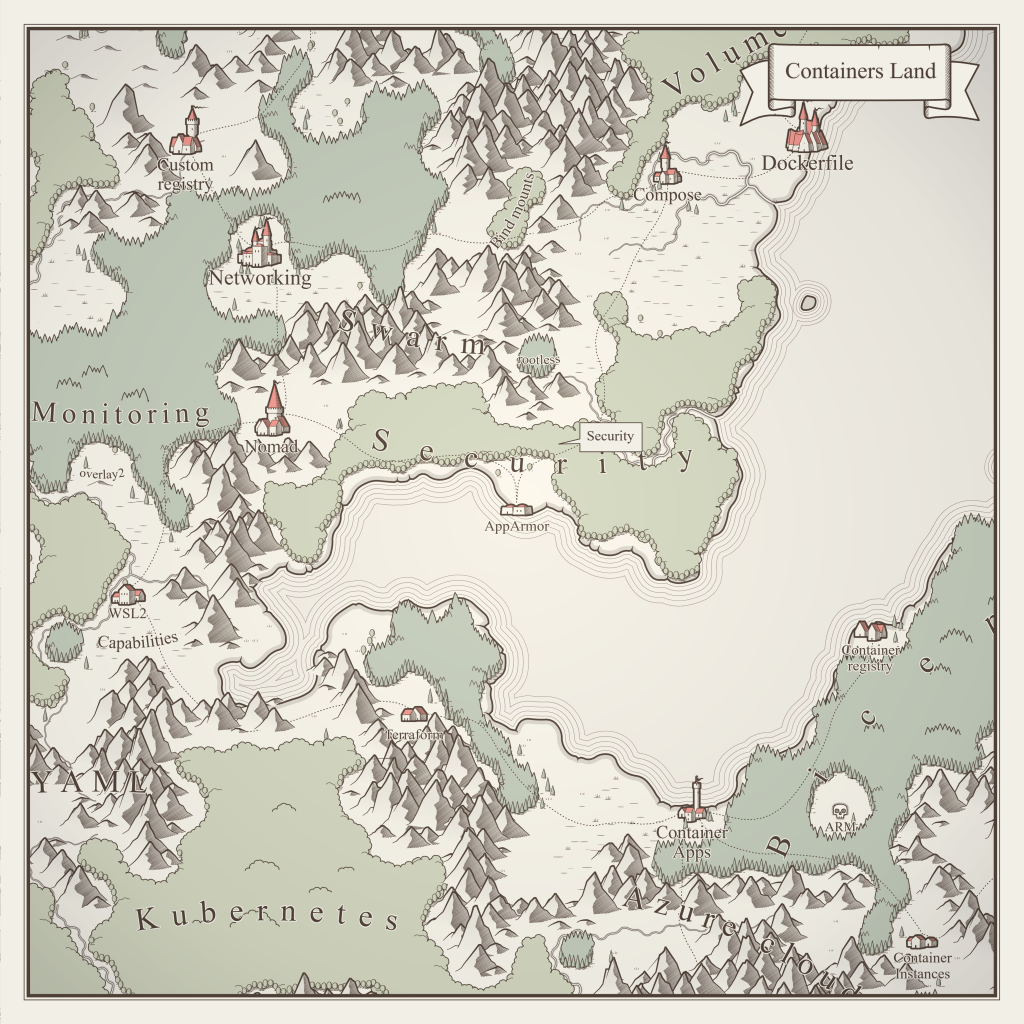 Containers Land
Volume
Dockerfile
Custom
registry
Compose
Bind mounts
Networking
Swarm
rootless
Monitoring
Nomad
Security
Security
overlay2
AppArmor
WSL2
Capabilities
Container
registry
Terraform
YAML
Bicep
ARM
Container
Apps
Kubernetes
Azure cloud
Container
Instances